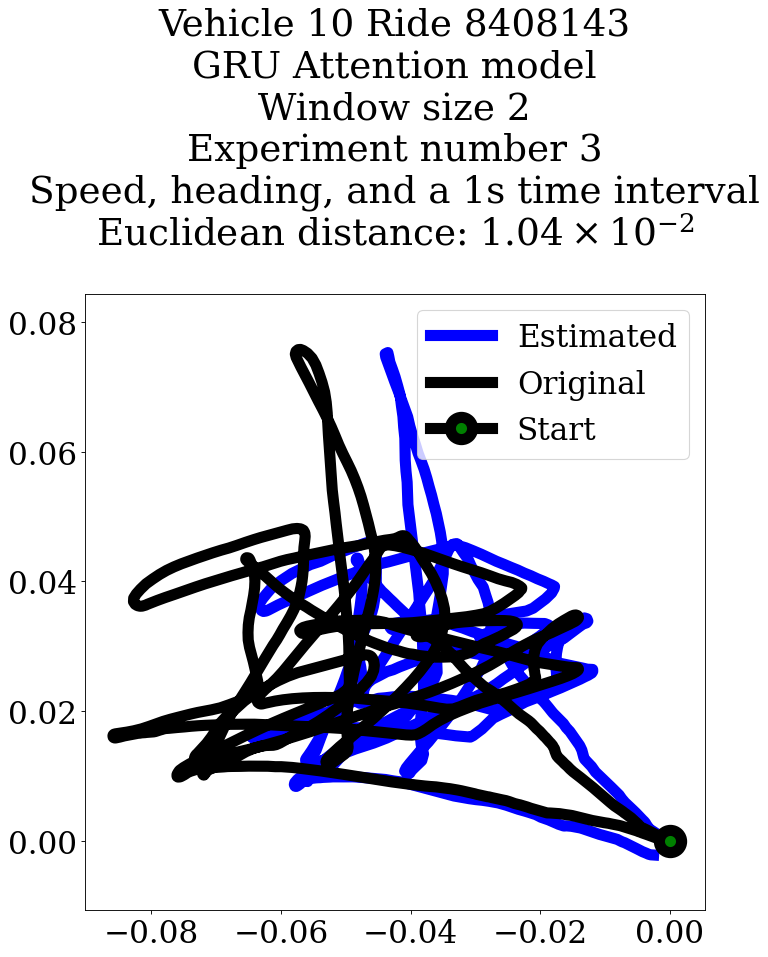 Vehicle 10 Ride 8408143
GRU Attention model
Window size 2
Experiment number 3
Speed, heading, and a 1s time interval
Euclidean distance: 1.04 × 10⁻²
Estimated
Original
Start
0.08
0.06
0.04
0.02
0.00
−0.08 −0.06 −0.04 −0.02 0.00